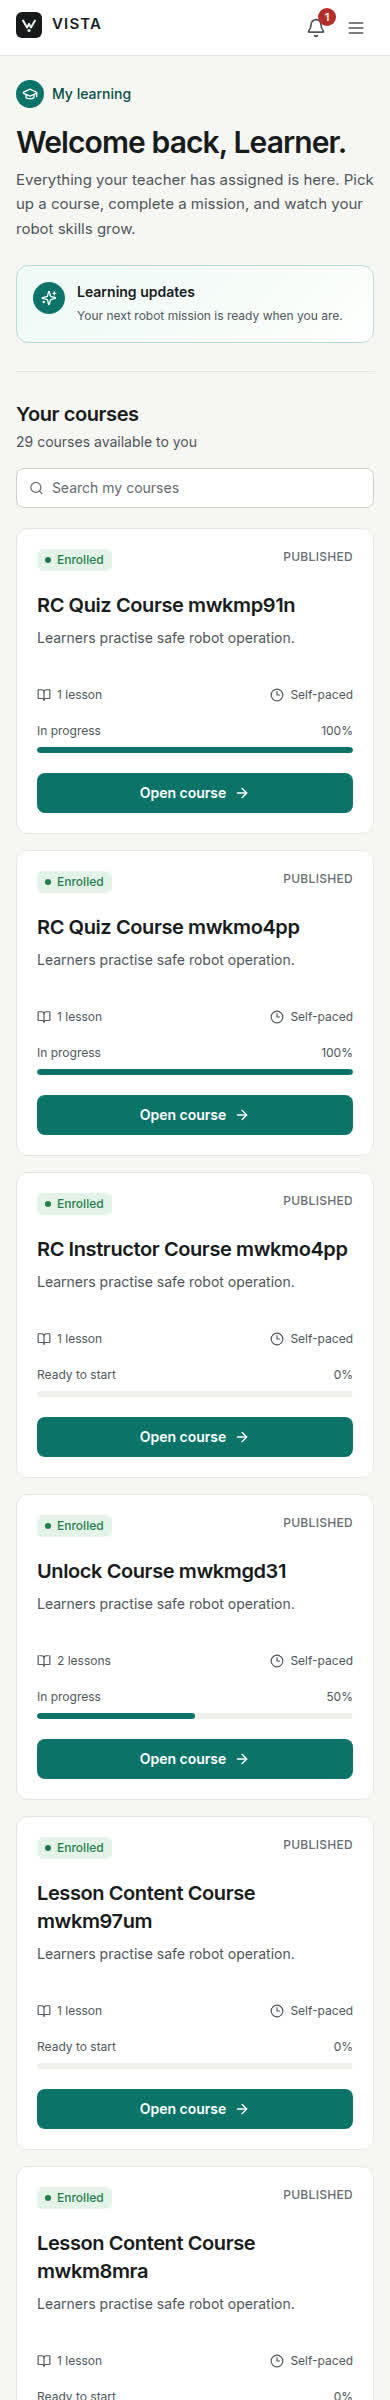 VISTA
1
My learning
Welcome back, Learner.
Everything your teacher has assigned is here. Pick
up a course, complete a mission, and watch your
robot skills grow.
Learning updates
Your next robot mission is ready when you are.
Your courses
29 courses available to you
Search my courses
Enrolled
PUBLISHED
RC Quiz Course mwkmp91n
Learners practise safe robot operation.
1 lesson
Self-paced
In progress
100%
Open course
Enrolled
PUBLISHED
RC Quiz Course mwkmo4pp
Learners practise safe robot operation.
1 lesson
Self-paced
In progress
100%
Open course
Enrolled
PUBLISHED
RC Instructor Course mwkmo4pp
Learners practise safe robot operation.
1 lesson
Self-paced
Ready to start
0%
Open course
Enrolled
PUBLISHED
Unlock Course mwkmgd31
Learners practise safe robot operation.
2 lessons
Self-paced
In progress
50%
Open course
Enrolled
PUBLISHED
Lesson Content Course
mwkm97um
Learners practise safe robot operation.
1 lesson
Self-paced
Ready to start
0%
Open course
Enrolled
PUBLISHED
Lesson Content Course
mwkm8mra
Learners practise safe robot operation.
1 lesson
Self-paced
Ready to start
0%